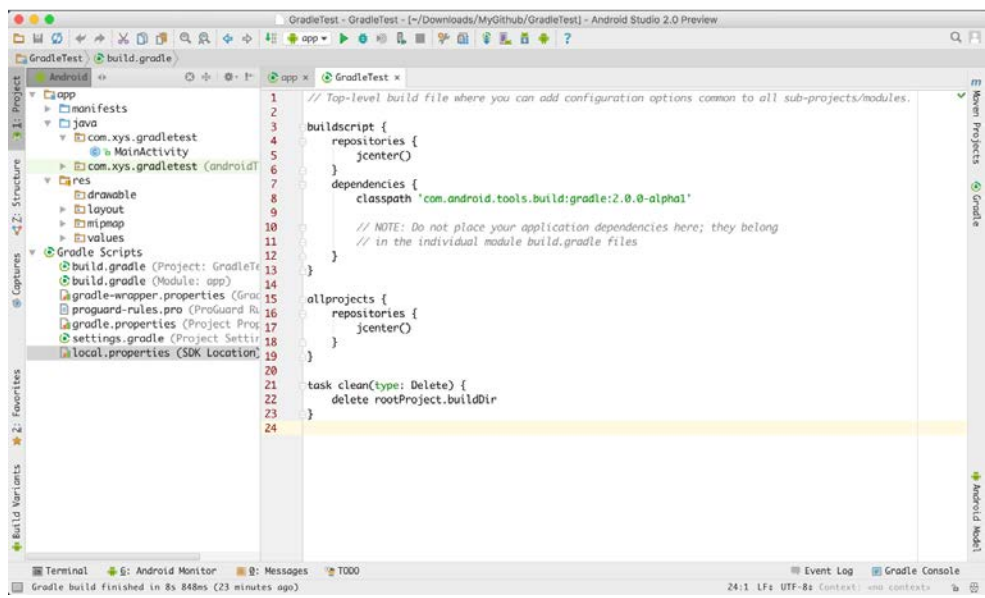 GradleTest - GradleTest - [~/Downloads/MyGithub/GradleTest] - Android Studio 2.0 Preview
app
GradleTest
build.gradle
Android
app
GradleTest
1: Project
Z: Structure
Captures
2: Favorites
Build Variants
app
manifests
java
com.xys.gradletest
MainActivity
com.xys.gradletest (androidT
res
drawable
layout
mipmap
values
Gradle Scripts
build.gradle (Project: GradleTe
build.gradle (Module: app)
gradle-wrapper.properties (Grad
proguard-rules.pro (ProGuard Ru
gradle.properties (Project Prop
settings.gradle (Project Settin
local.properties (SDK Location)
1 // Top-level build file where you can add configuration options common to all sub-projects/modules.
2
3 buildscript {
4 repositories {
5 jcenter()
6 }
7 dependencies {
8 classpath 'com.android.tools.build:gradle:2.0.0-alpha1'
9
10 // NOTE: Do not place your application dependencies here; they belong
11 // in the individual module build.gradle files
12 }
13 }
14
15 allprojects {
16 repositories {
17 jcenter()
18 }
19 }
20
21 task clean(type: Delete) {
22 delete rootProject.buildDir
23 }
24
m Maven Projects
Gradle
Android Model
Terminal
6: Android Monitor
0: Messages
TODO
Event Log
Gradle Console
Gradle build finished in 8s 848ms (23 minutes ago)
24:1 LF: UTF-8: Context: <no context>